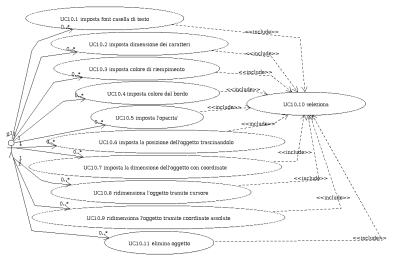 UC10.1 imposta font casella di testo
<<include>>
0..*
UC10.2 imposta dimensione dei caratteri
<<include>>
0..*
UC10.3 imposta colore di riempimento
<<include>>
0..*
UC10.4 imposta colore del bordo
<<include>>
0..*
UC10.10 seleziona
UC10.5 imposta l'opacita'
<<include>>
0..*
1
UC10.6 imposta la posizione dell'oggetto trascinandolo
<<include>>
0..*
<<include>>
0..*
UC10.7 imposta la dimensione dell'oggetto con coordinate
<<include>>
0..*
UC10.8 ridimensiona l'oggetto tramite cursore
<<include>>
0..*
UC10.9 ridimensiona l'oggetto tramite coordinate assolute
0..*
UC10.11 elimina oggetto
<<include>>